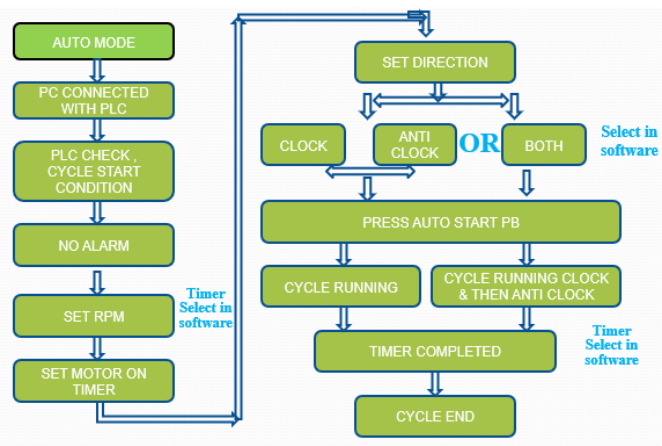 AUTO MODE
PC CONNECTED
WITH PLC
PLC CHECK ,
CYCLE START
CONDITION
NO ALARM
SET RPM
SET MOTOR ON
TIMER
Timer
Select in
software
SET DIRECTION
CLOCK
ANTI
CLOCK
OR
BOTH
Select in
software
PRESS AUTO START PB
CYCLE RUNNING
CYCLE RUNNING CLOCK
& THEN ANTI CLOCK
TIMER COMPLETED
Timer
Select in
software
CYCLE END